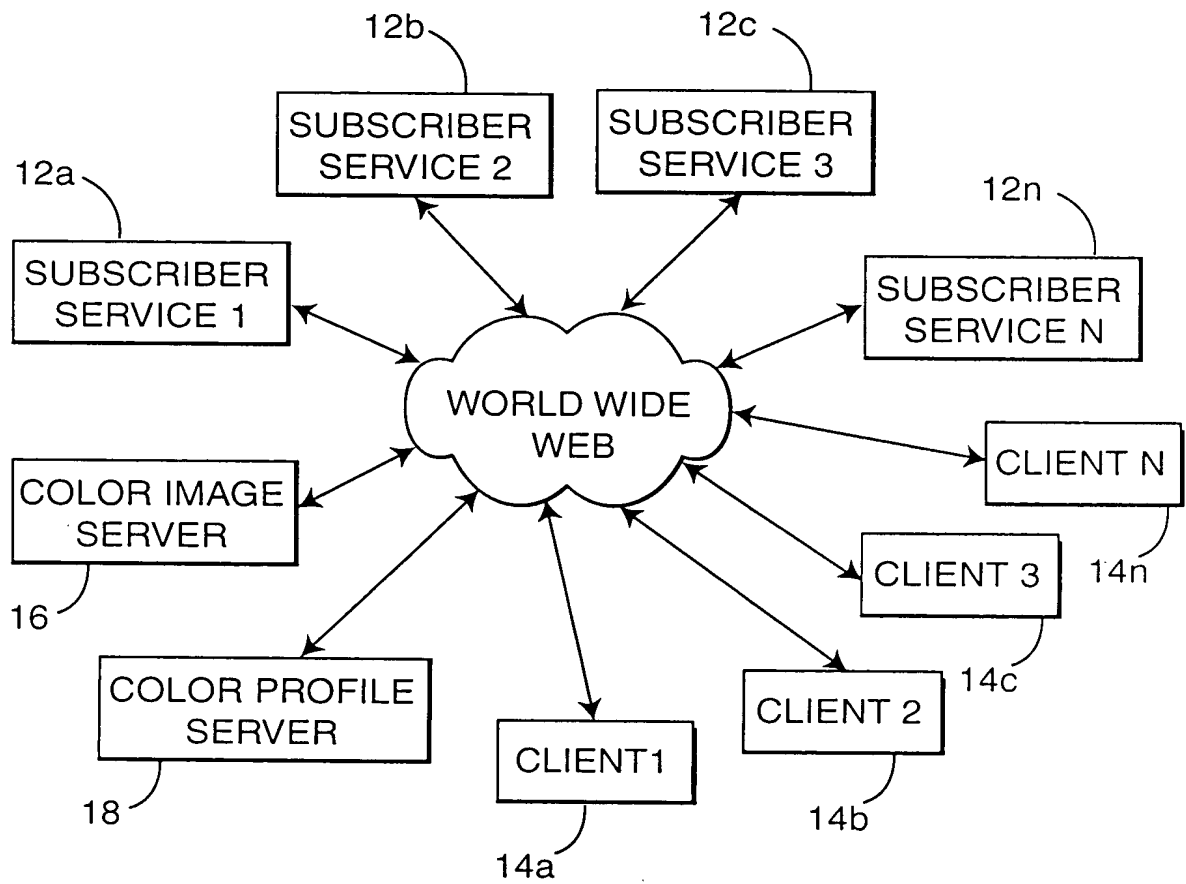 12b
12c
SUBSCRIBER
SERVICE 2
SUBSCRIBER
SERVICE 3
12a
12n
SUBSCRIBER
SERVICE 1
SUBSCRIBER
SERVICE N
WORLD WIDE
WEB
CLIENT N
COLOR IMAGE
SERVER
14n
CLIENT 3
16
14c
COLOR PROFILE
SERVER
CLIENT 2
CLIENT1
18
14b
14a